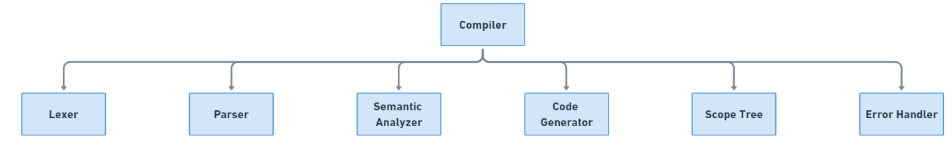 Compiler
Lexer
Parser
Semantic
Analyzer
Code
Generator
Scope Tree
Error Handler